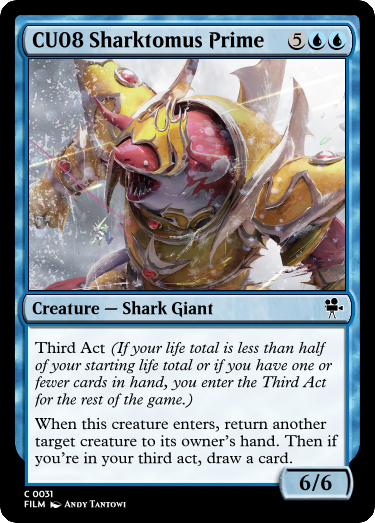 CU08 Sharktomus Prime 5
Creature — Shark Giant
Third Act (If your life total is less than half
of your starting life total or if you have one or
fewer cards in hand, you enter the Third Act
for the rest of the game.)
When this creature enters, return another
target creature to its owner's hand. Then if
you're in your third act, draw a card.
6/6
C 0031
FILM Andy Tantowi